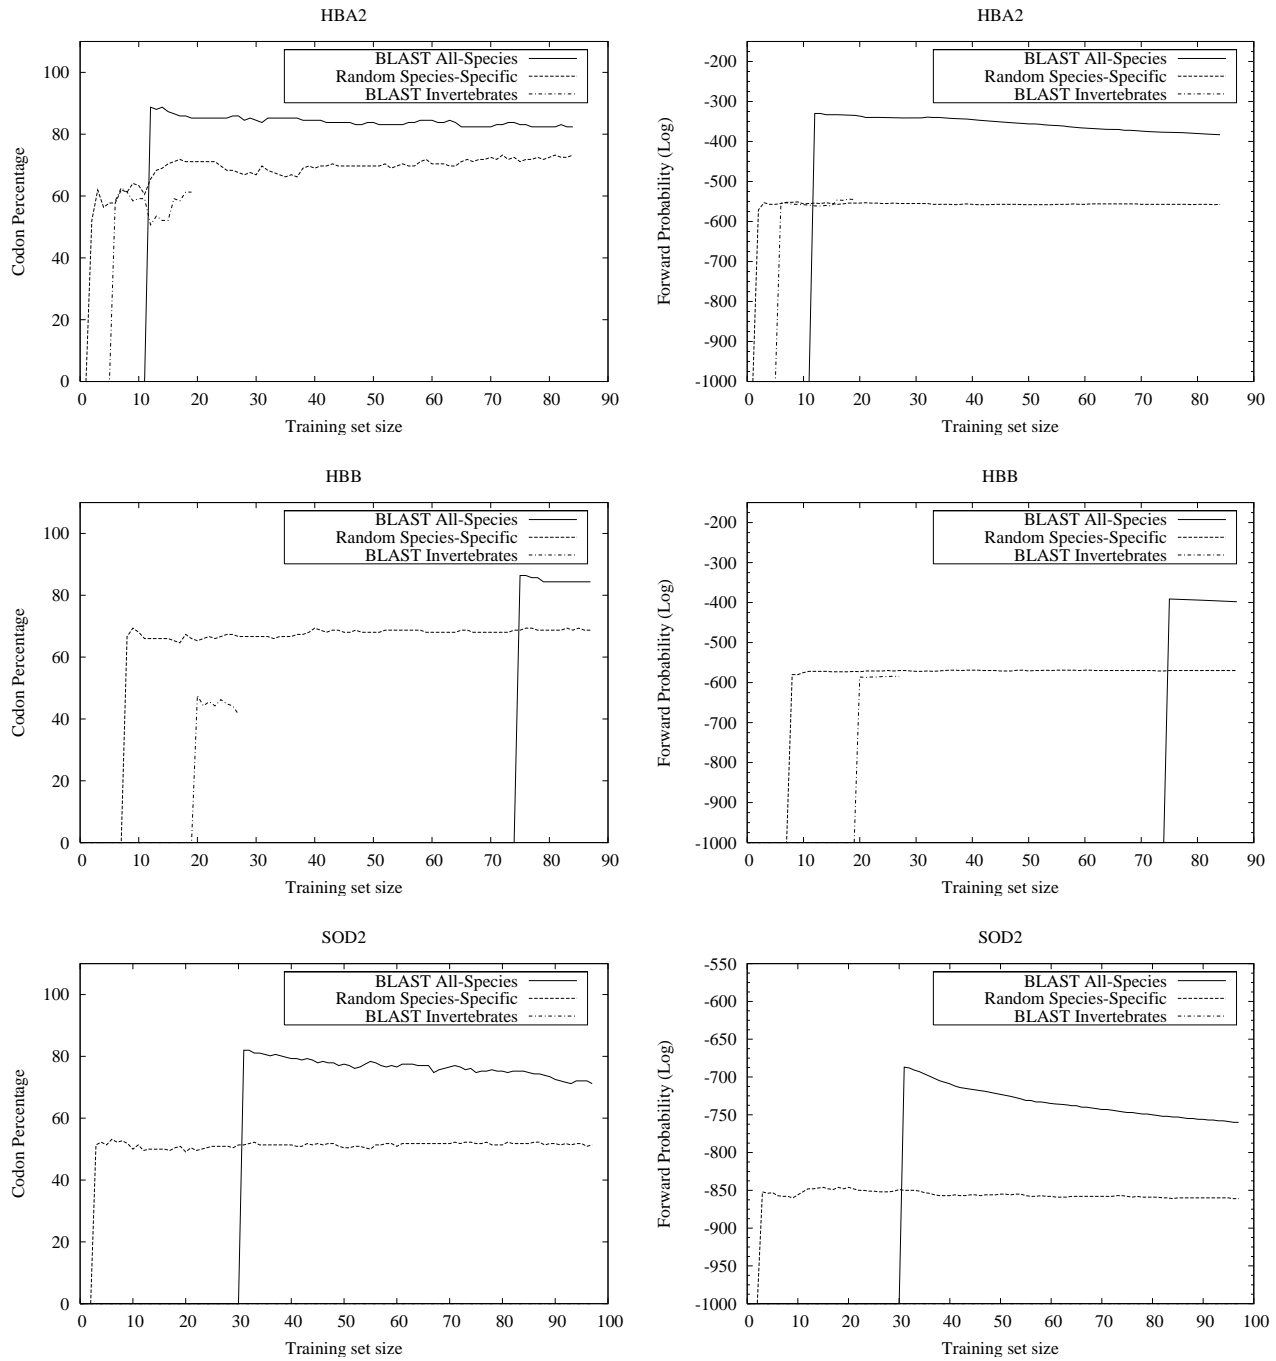 HBA2
100
80
60
40
20
0
0 10 20 30 40 50 60 70 80 90
Codon Percentage
Training set size
BLAST All-Species
Random Species-Specific
BLAST Invertebrates
HBA2
-200
-300
-400
-500
-600
-700
-800
-900
-1000
0 10 20 30 40 50 60 70 80 90
Forward Probability (Log)
Training set size
BLAST All-Species
Random Species-Specific
BLAST Invertebrates
HBB
100
80
60
40
20
0
0 10 20 30 40 50 60 70 80 90
Codon Percentage
Training set size
BLAST All-Species
Random Species-Specific
BLAST Invertebrates
HBB
-200
-300
-400
-500
-600
-700
-800
-900
-1000
0 10 20 30 40 50 60 70 80 90
Forward Probability (Log)
Training set size
BLAST All-Species
Random Species-Specific
BLAST Invertebrates
SOD2
100
80
60
40
20
0
0 10 20 30 40 50 60 70 80 90 100
Codon Percentage
Training set size
BLAST All-Species
Random Species-Specific
BLAST Invertebrates
SOD2
-550
-600
-650
-700
-750
-800
-850
-900
-950
-1000
0 10 20 30 40 50 60 70 80 90 100
Forward Probability (Log)
Training set size
BLAST All-Species
Random Species-Specific
BLAST Invertebrates